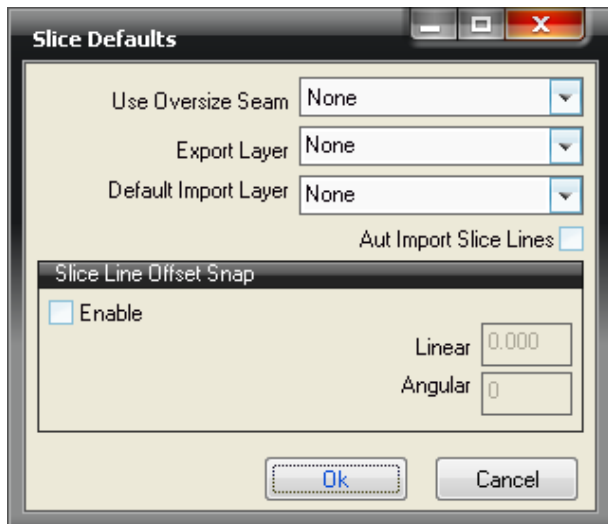 Slice Defaults
Use Oversize Seam None
Export Layer None
Default Import Layer None
Aut Import Slice Lines
Slice Line Offset Snap
Enable
Linear 0.000
Angular 0
Ok Cancel